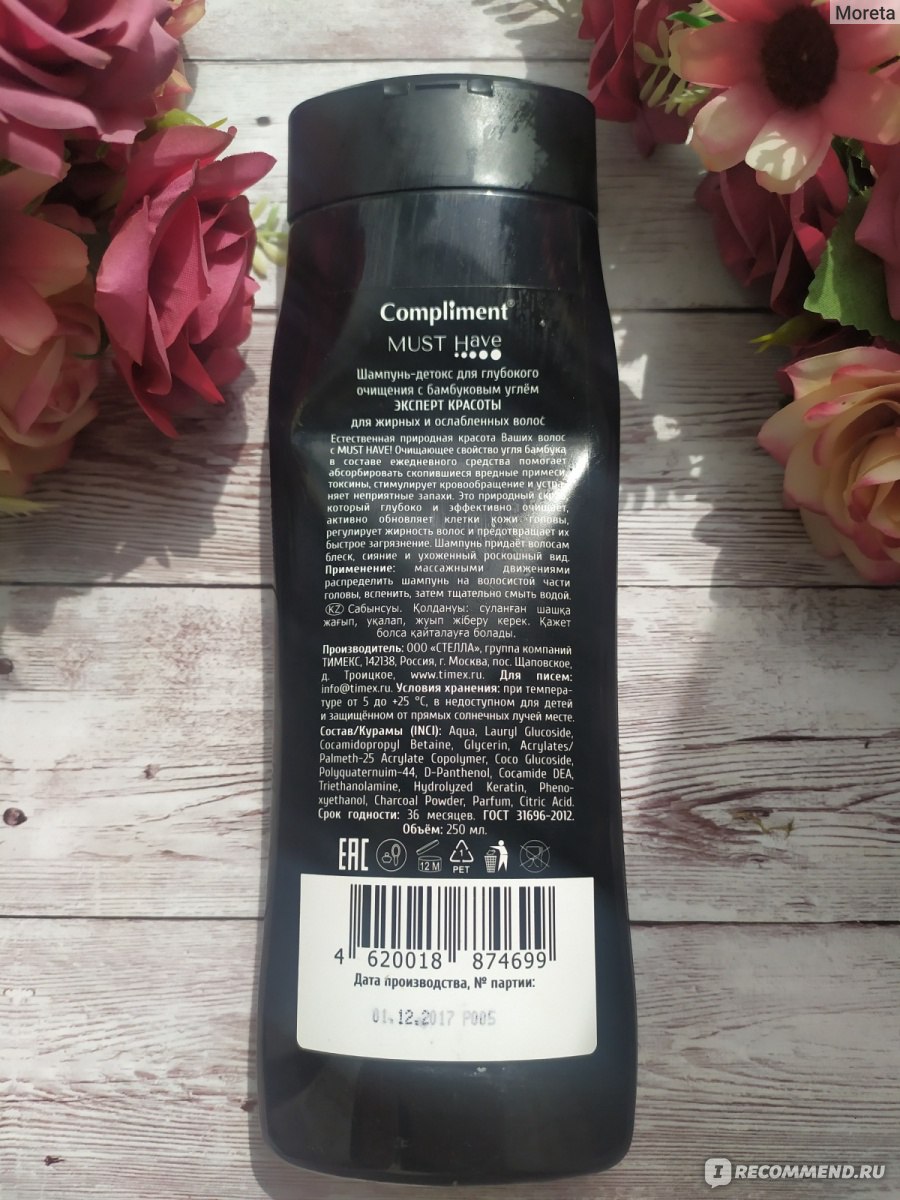 Moreta
Compliment®
MUST Have
Шампунь-детокс для глубокого
очищения с бамбуковым углём
ЭКСПЕРТ КРАСОТЫ
для жирных и ослабленных волос
Естественная природная красота Ваших волос
с MUST HAVE! Очищающее свойство угля бамбука
в составе ежедневного средства помогает
абсорбировать скопившиеся вредные примеси,
токсины, стимулирует кровообращение и устра-
няет неприятные запахи. Это природный
который глубоко и эффективно очищает,
активно обновляет клетки кожи головы,
регулирует жирность волос и предотвращает их
быстрое загрязнение. Шампунь придаёт волосам
блеск, сияние и ухоженный роскошный вид.
Применение: массажными движениями
распределить шампунь на волосистой части
головы, вспенить, затем тщательно смыть водой.
KZ Сабынсуы. Қолдануы: суланған шашқа
жағып, уқалап, жуып жіберу керек. Қажет
болса қайталауға болады.
Производитель: ООО «СТЕЛЛА», группа компаний
ТИМЕКС, 142138, Россия, г. Москва, пос. Щаповское,
д. Троицкое, www.timex.ru. Для писем:
info@timex.ru. Условия хранения: при темпера-
туре от 5 до +25 °С, в недоступном для детей
и защищённом от прямых солнечных лучей месте.
Состав/Курамы (INCI): Aqua, Lauryl Glucoside,
Cocamidopropyl Betaine, Glycerin, Acrylates/
Palmeth-25 Acrylate Copolymer, Coco Glucoside,
Polyquaternuim-44, D-Panthenol, Cocamide DEA,
Triethanolamine, Hydrolyzed Keratin, Pheno-
xyethanol, Charcoal Powder, Parfum, Citric Acid.
Срок годности: 36 месяцев. ГОСТ 31696-2012.
Объём: 250 мл.
EAC 12 M 1 PET
4 620018 874699
Дата производства, № партии:
01.12.2017 P005
I RECOMMEND.RU